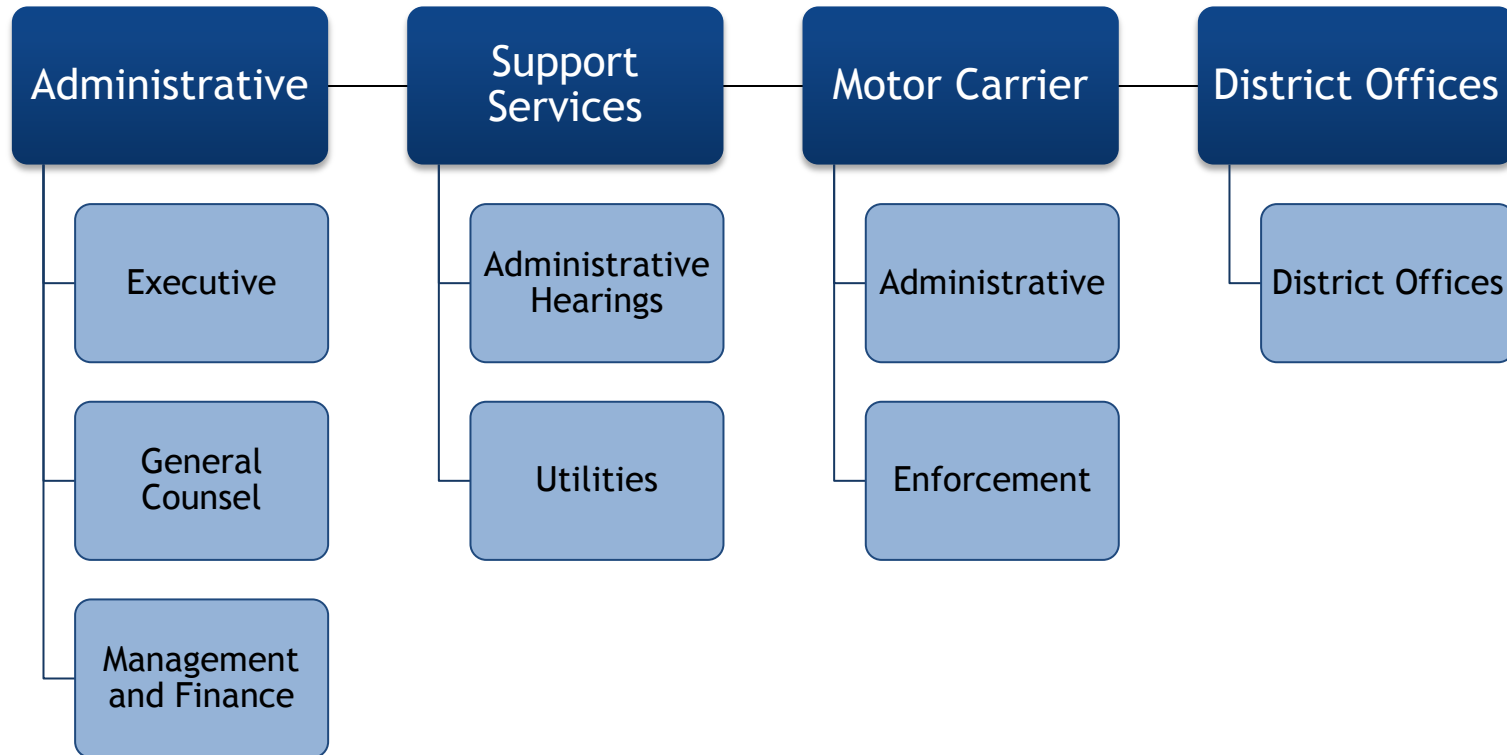 Administrative
Support
Services
Motor Carrier
District Offices
Executive
General
Counsel
Management
and Finance
Administrative
Hearings
Utilities
Administrative
Enforcement
District Offices